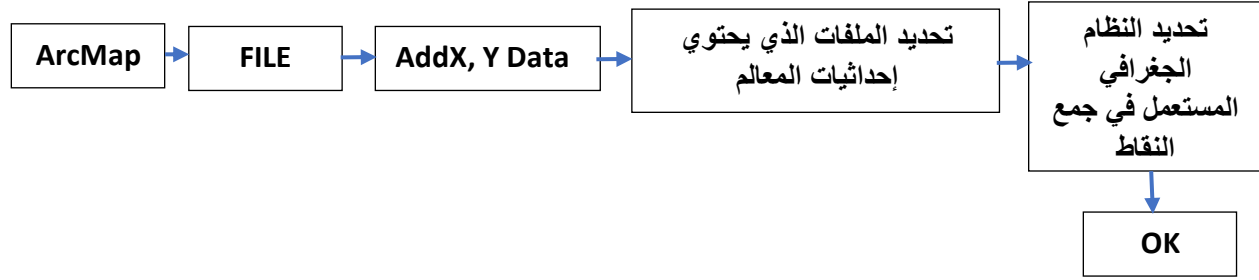 ArcMap
FILE
AddX, Y Data
تحديد الملفات الذي يحتوي
إحداثيات المعالم
تحديد النظام
الجغرافي
المستعمل في جمع
النقاط
OK